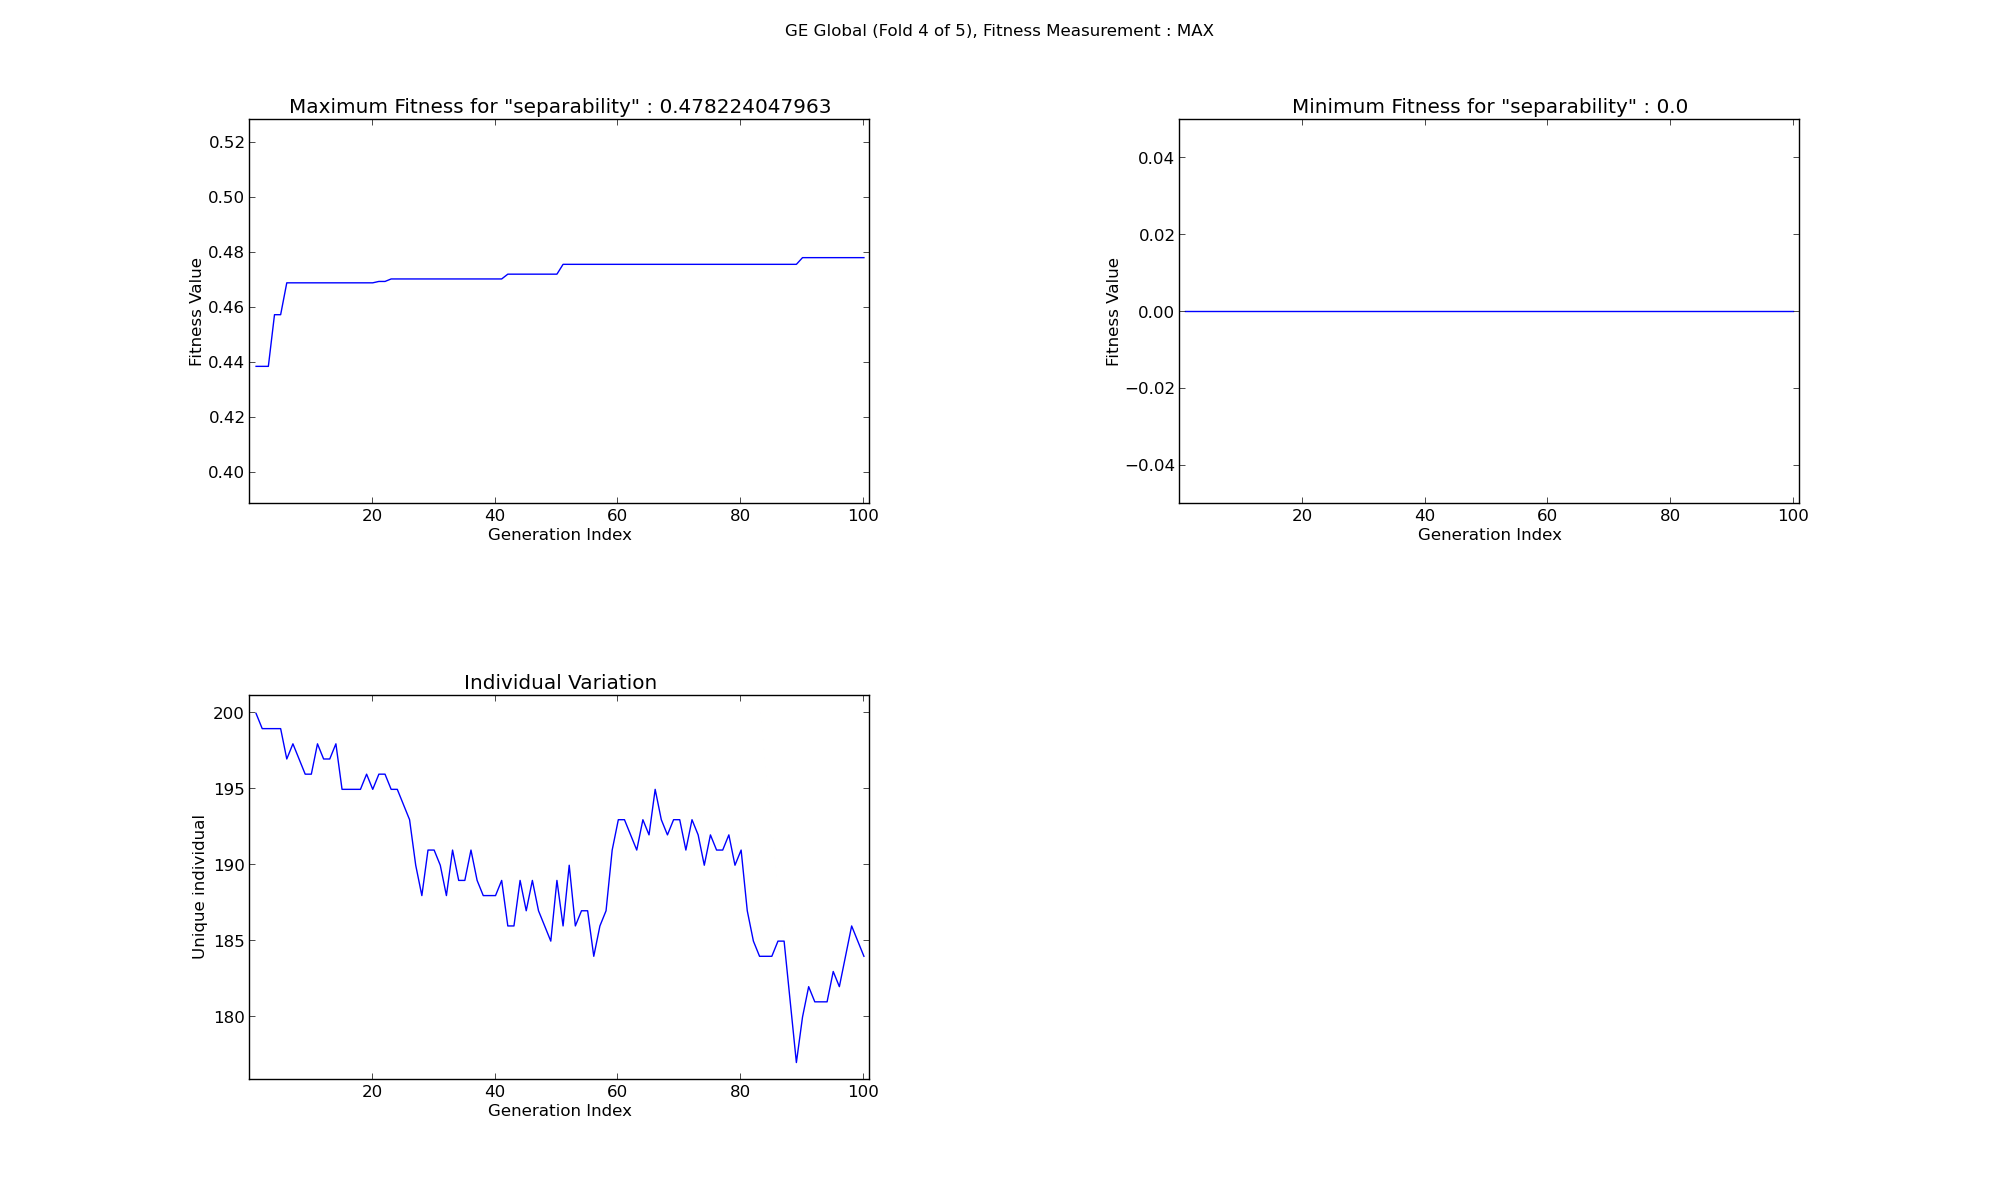 GE Global (Fold 4 of 5), Fitness Measurement : MAX
Maximum Fitness for "separability" : 0.478224047963
0.52
0.50
0.48
0.46
0.44
0.42
0.40
Fitness Value
20 40 60 80 100
Generation Index
Minimum Fitness for "separability" : 0.0
0.04
0.02
0.00
−0.02
−0.04
Fitness Value
20 40 60 80 100
Generation Index
Individual Variation
200
195
190
185
180
Unique individual
20 40 60 80 100
Generation Index